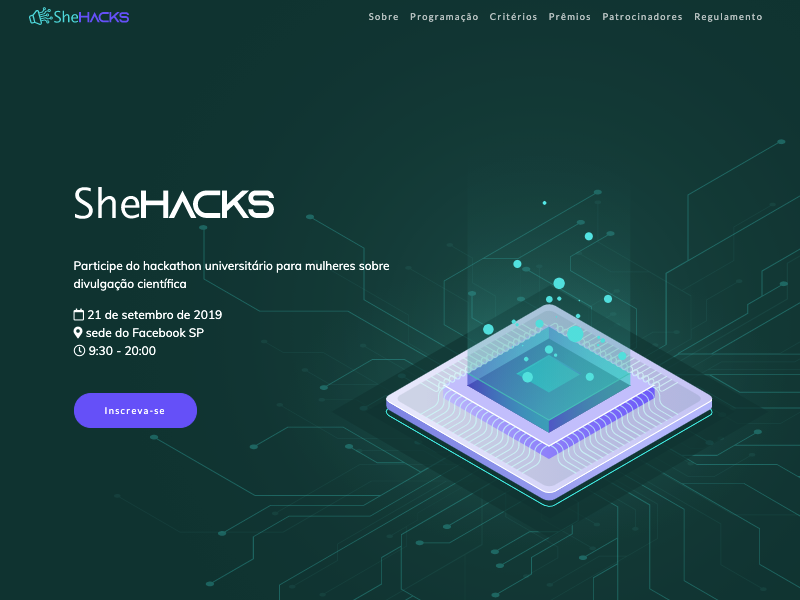 SheHACKS
Sobre Programação Critérios Prêmios Patrocinadores Regulamento
SheHACKS
Participe do hackathon universitário para mulheres sobre
divulgação científica
21 de setembro de 2019
sede do Facebook SP
9:30 - 20:00
Inscreva-se